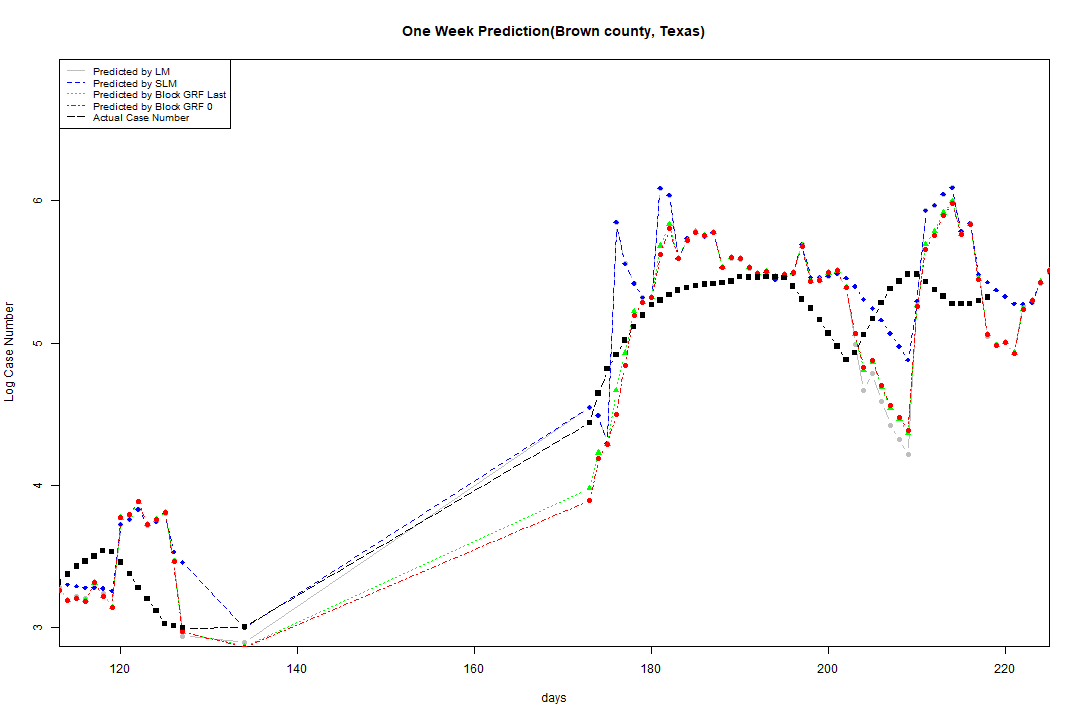 One Week Prediction(Brown county, Texas)
Predicted by LM
Predicted by SLM
Predicted by Block GRF Last
Predicted by Block GRF 0
Actual Case Number
6
5
4
3
Log Case Number
120 140 160 180 200 220
days